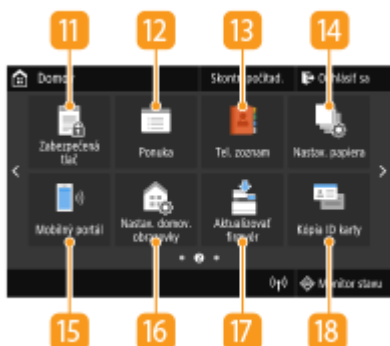 11 12 13 14
Domov Skontr. počítad. Odhlásiť sa
Zabezpečená
tlač
Ponuka
Tel. zoznam
Nastav. papiera
Mobilný portál
Nastav. domov.
obrazovky
Aktualizovať
firmvér
Kópia ID karty
Monitor stavu
15 16 17 18